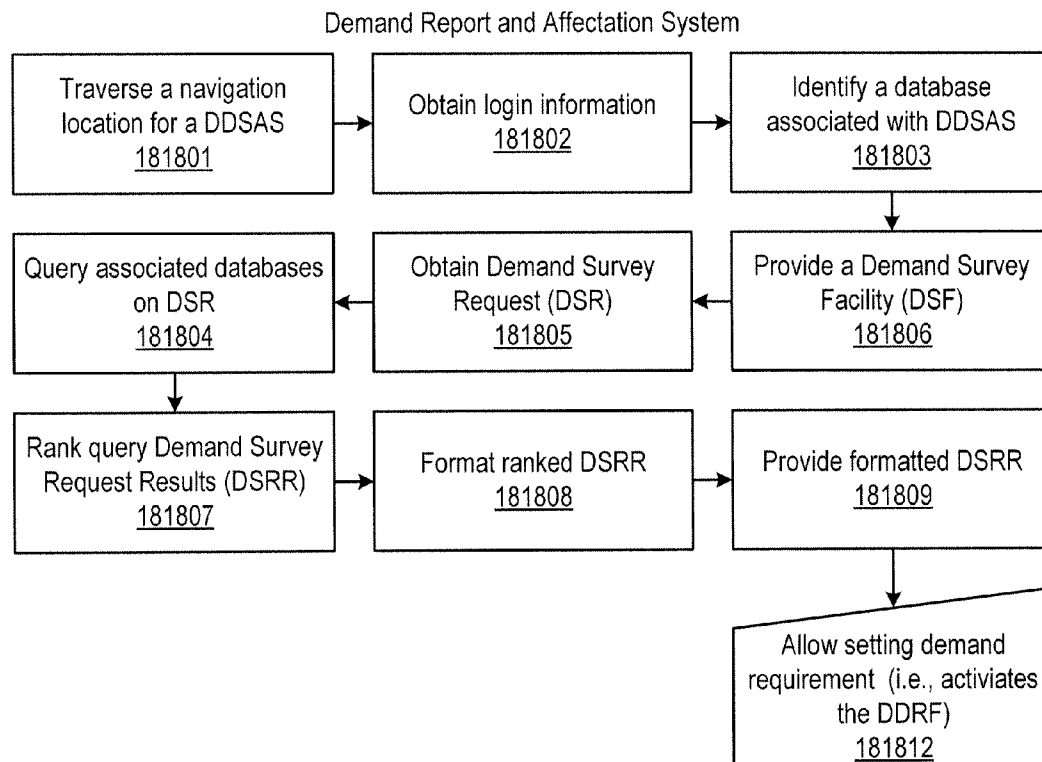 Demand Report and Affectation System
Traverse a navigation
location for a DDSAS
181801
Obtain login information
181802
Identify a database
associated with DDSAS
181803
Query associated databases
on DSR
181804
Obtain Demand Survey
Request (DSR)
181805
Provide a Demand Survey
Facility (DSF)
181806
Rank query Demand Survey
Request Results (DSRR)
181807
Format ranked DSRR
181808
Provide formatted DSRR
181809
Allow setting demand
requirement (i.e., activiates
the DDRF)
181812